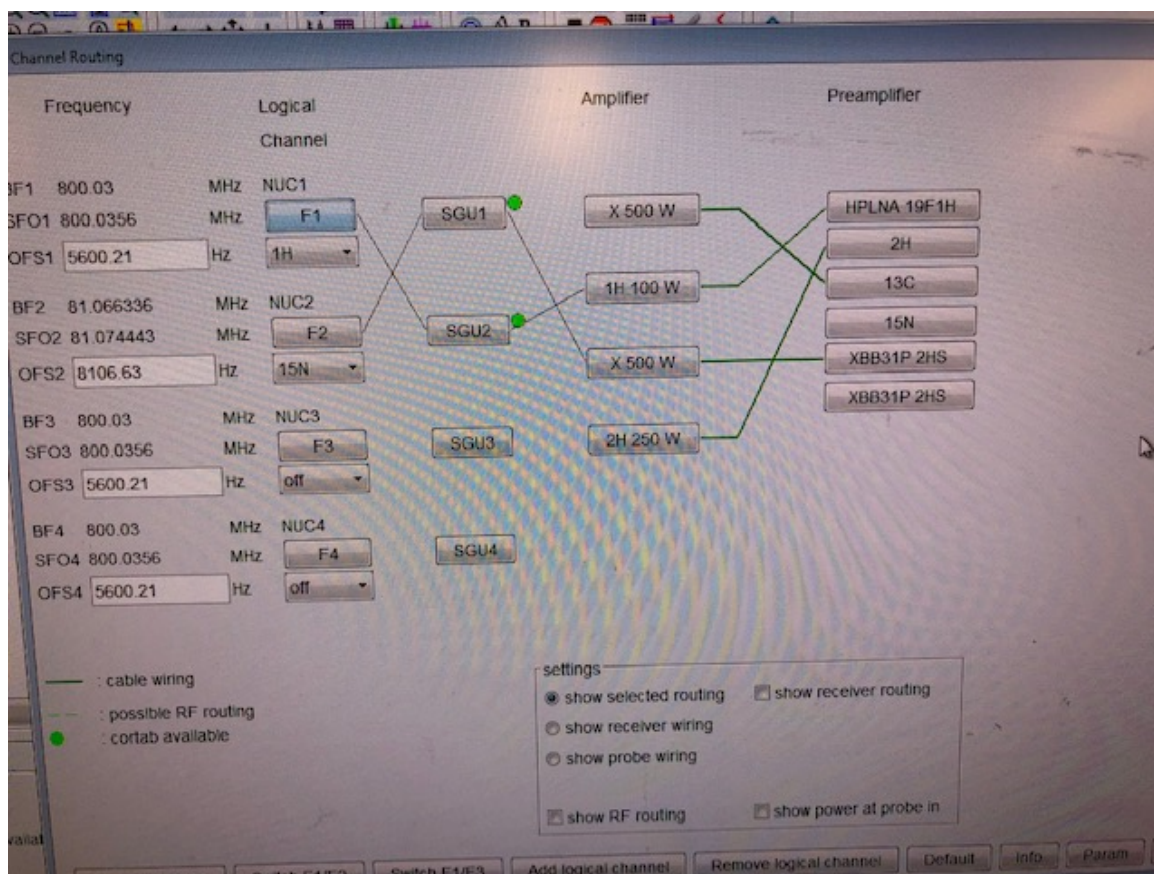 Channel Routing
Frequency Logical Amplifier Preamplifier
Channel
BF1 800.03 MHz NUC1
SFO1 800.0356 MHz F1 SGU1 X 500 W HPLNA 19F1H
2H
OFS1 5600.21 Hz 1H 1H 100 W 13C
BF2 81.066336 MHz NUC2
SFO2 81.074443 MHz F2 SGU2 15N
OFS2 8106.63 Hz 15N X 500 W XBB31P 2HS
XBB31P 2HS
BF3 800.03 MHz NUC3
SFO3 800.0356 MHz F3 SGU3 2H 250 W
OFS3 5600.21 Hz off
BF4 800.03 MHz NUC4
SFO4 800.0356 MHz F4 SGU4
OFS4 5600.21 Hz off
: cable wiring
: possible RF routing
: cortab available
settings
show selected routing show receiver routing
show receiver wiring
show probe wiring
show RF routing show power at probe in
Switch F1/F2 Switch F1/F3 Add logical channel Remove logical channel Default Info Param